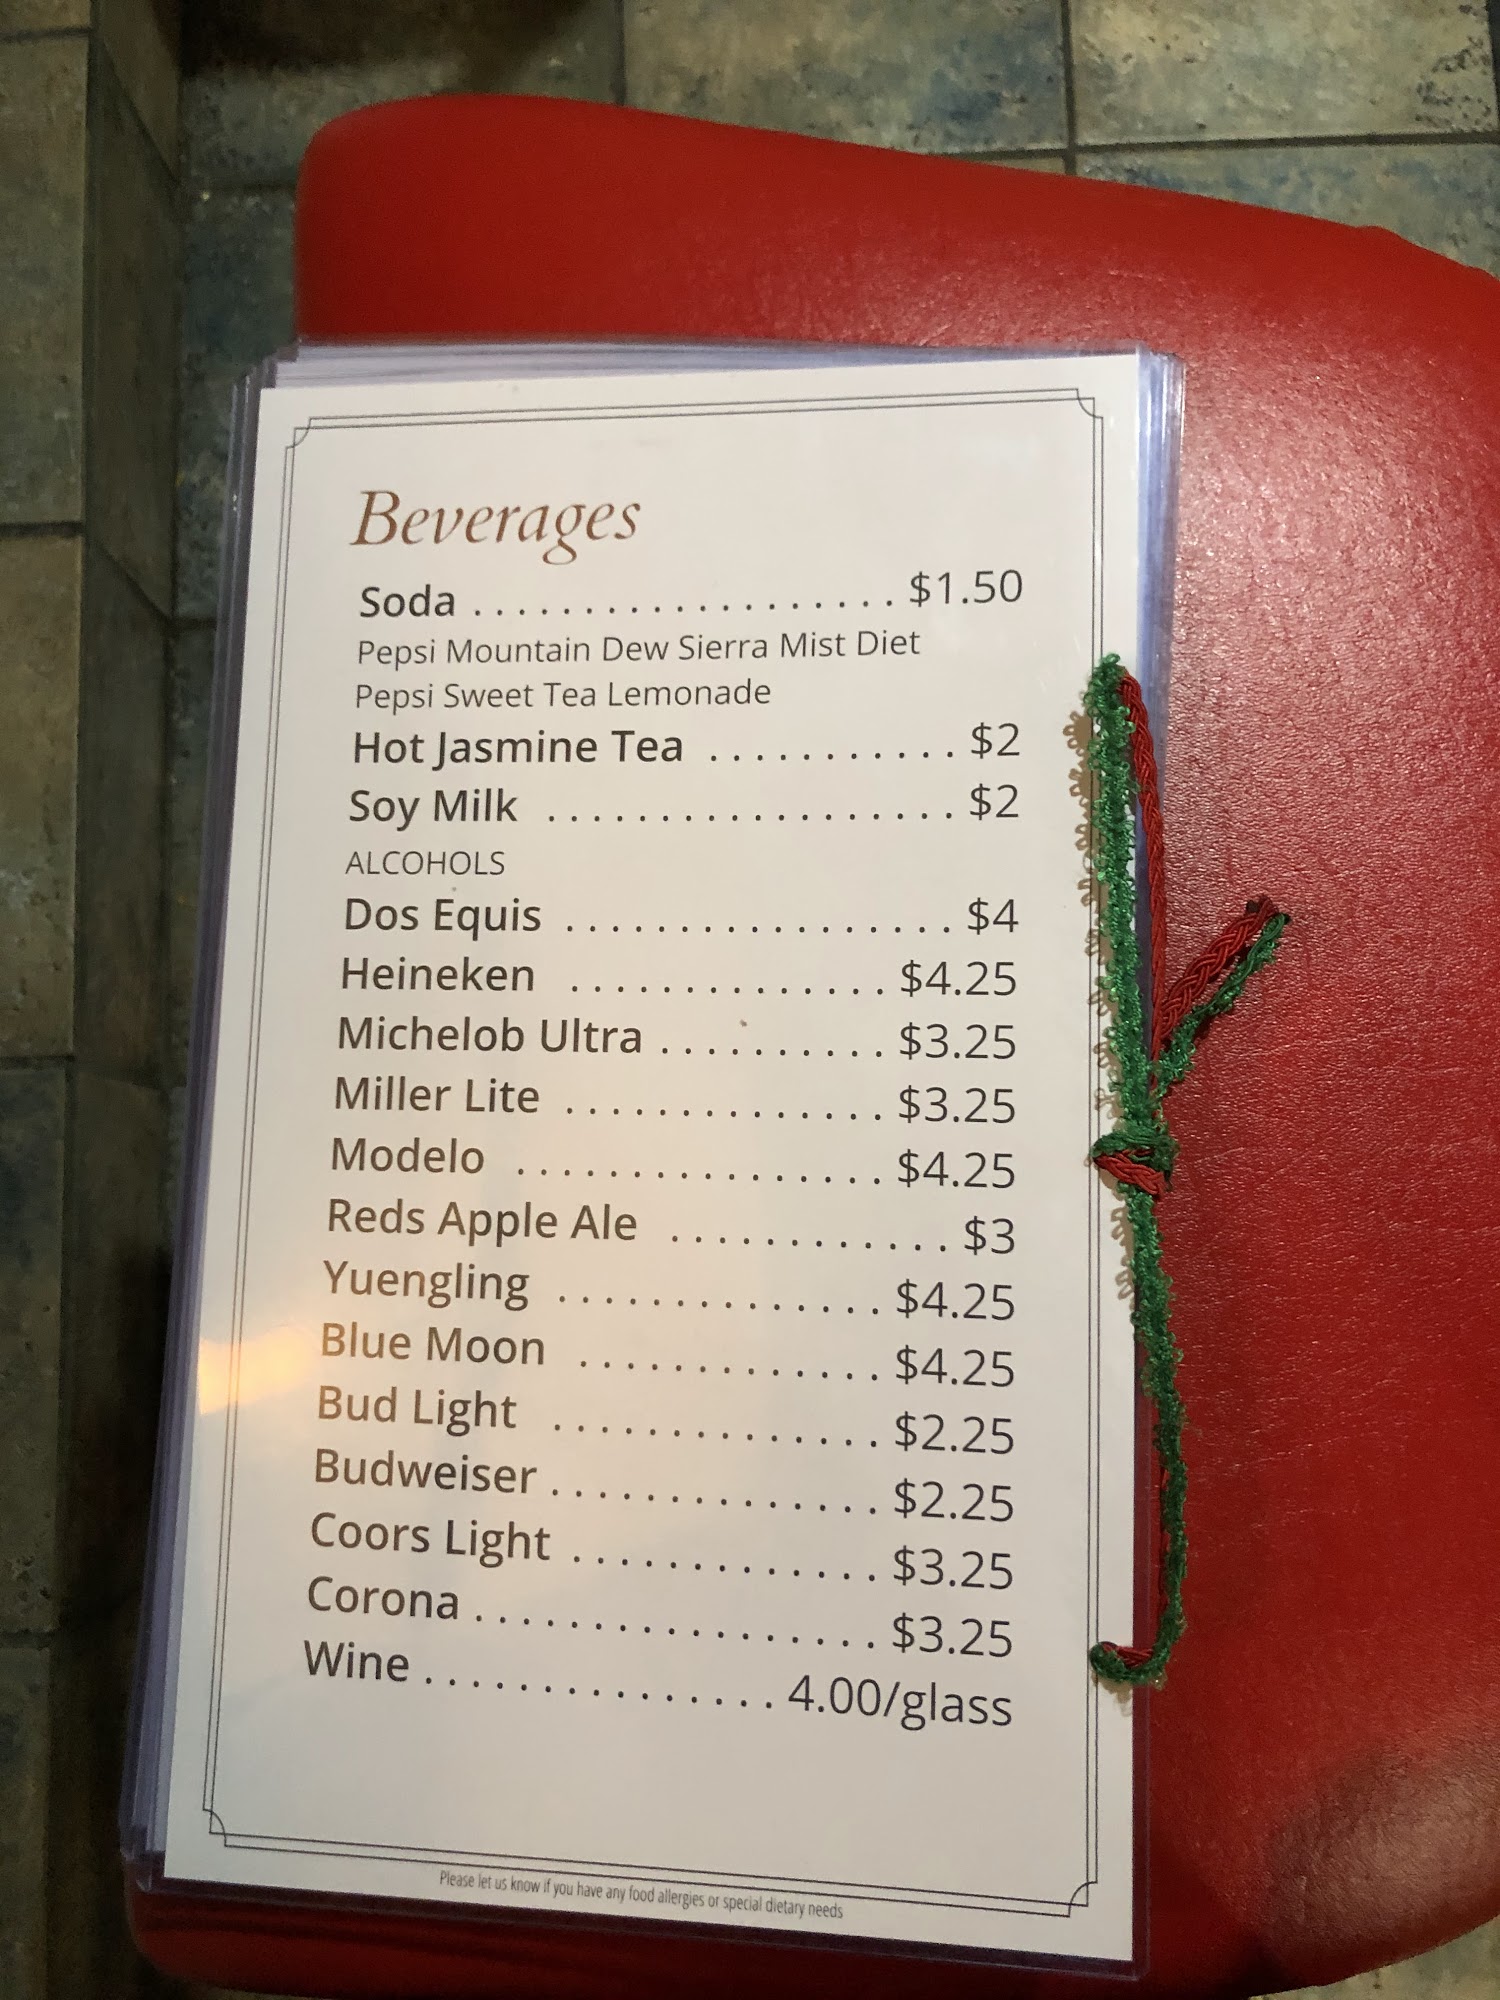 Beverages
Soda . . . . . . . . . . . . . . . . . . . $1.50
Pepsi Mountain Dew Sierra Mist Diet
Pepsi Sweet Tea Lemonade
Hot Jasmine Tea . . . . . . . . . . . $2
Soy Milk . . . . . . . . . . . . . . . . . . $2
ALCOHOLS
Dos Equis . . . . . . . . . . . . . . . . . $4
Heineken . . . . . . . . . . . . . . $4.25
Michelob Ultra . . . . . . . . . . $3.25
Miller Lite . . . . . . . . . . . . . . $3.25
Modelo . . . . . . . . . . . . . . . . $4.25
Reds Apple Ale . . . . . . . . . . . . $3
Yuengling . . . . . . . . . . . . . . $4.25
Blue Moon . . . . . . . . . . . . . $4.25
Bud Light . . . . . . . . . . . . . . $2.25
Budweiser . . . . . . . . . . . . . . $2.25
Coors Light . . . . . . . . . . . . . $3.25
Corona . . . . . . . . . . . . . . . . . $3.25
Wine . . . . . . . . . . . . . . . 4.00/glass
Please let us know if you have any food allergies or special dietary needs